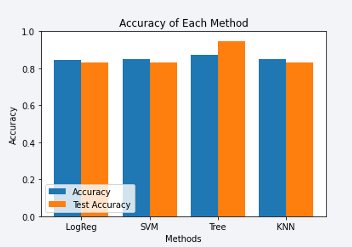 Accuracy of Each Method
1.0
0.8
0.6
0.4
0.2
0.0
Accuracy
Accuracy
Test Accuracy
LogReg SVM Tree KNN
Methods